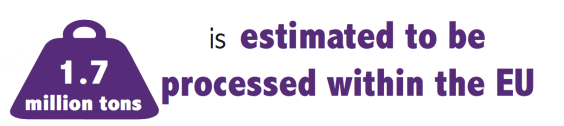 1.7
million tons
is estimated to be
processed within the EU